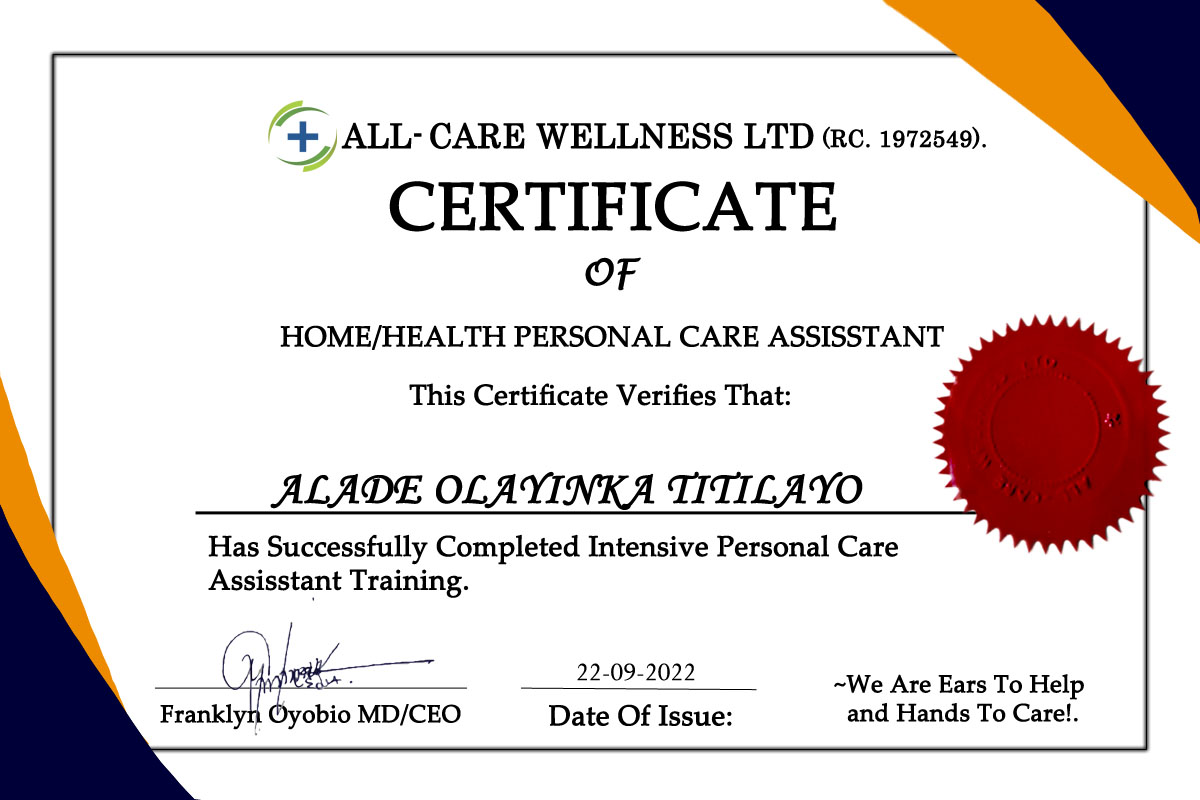 ALL- CARE WELLNESS LTD (RC. 1972549).
CERTIFICATE
OF
HOME/HEALTH PERSONAL CARE ASSISSTANT
This Certificate Verifies That:
ALADE OLAYINKA TITILAYO
Has Successfully Completed Intensive Personal Care
Assisstant Training.
22-09-2022
Franklyn Oyobio MD/CEO
Date Of Issue:
~We Are Ears To Help
and Hands To Care!.